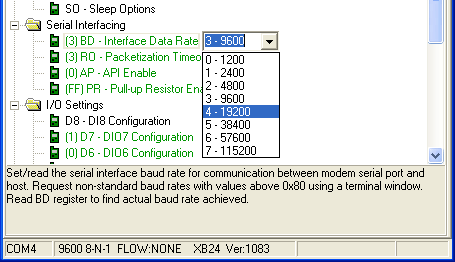 SO - Sleep Options
Serial Interfacing
(3) BD - Interface Data Rate 3 - 9600
(3) RO - Packetization Timeo
(0) AP - API Enable
(FF) PR - Pull-up Resistor Ena
0 - 1200
1 - 2400
2 - 4800
3 - 9600
4 - 19200
5 - 38400
6 - 57600
7 - 115200
I/O Settings
D8 - DI8 Configuration
(1) D7 - DIO7 Configuration
(0) D6 - DIO6 Configuration
Set/read the serial interface baud rate for communication between modem serial port and
host. Request non-standard baud rates with values above 0x80 using a terminal window.
Read BD register to find actual baud rate achieved.
COM4 9600 8-N-1 FLOW:NONE XB24 Ver:1083